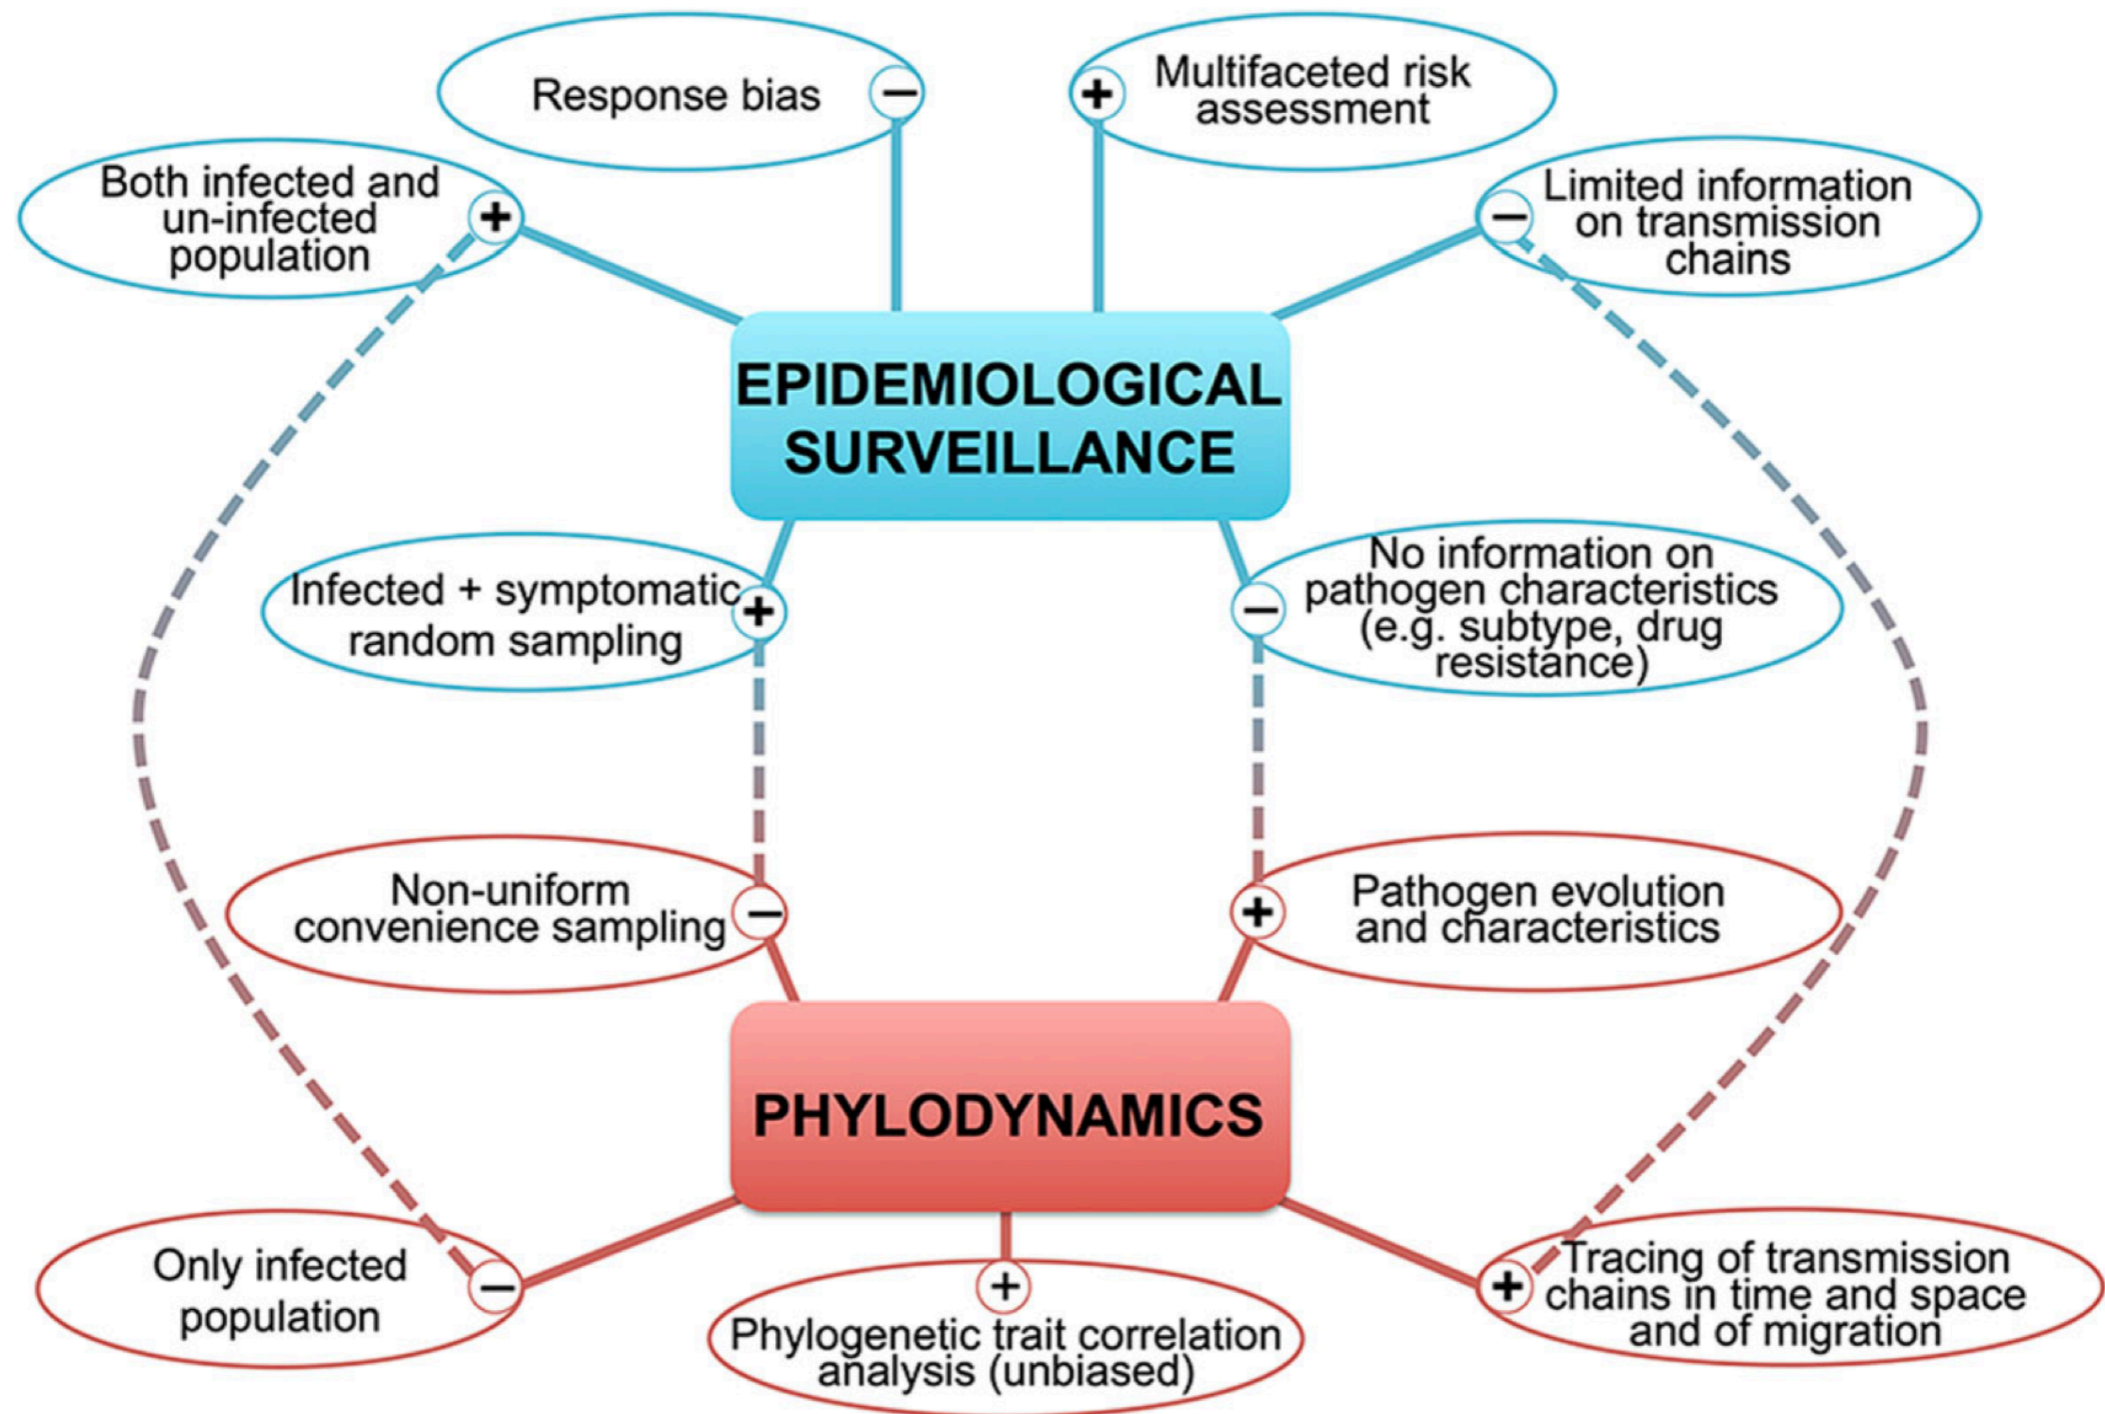 Response bias
−
+
Multifaceted risk
assessment
Both infected and
un-infected
population
+
−
Limited information
on transmission
chains
EPIDEMIOLOGICAL
SURVEILLANCE
Infected + symptomatic
random sampling
+
−
No information on
pathogen characteristics
(e.g. subtype, drug
resistance)
Non-uniform
convenience sampling
−
+
Pathogen evolution
and characteristics
PHYLODYNAMICS
Only infected
population
−
+
Phylogenetic trait correlation
analysis (unbiased)
+
Tracing of transmission
chains in time and space
and of migration